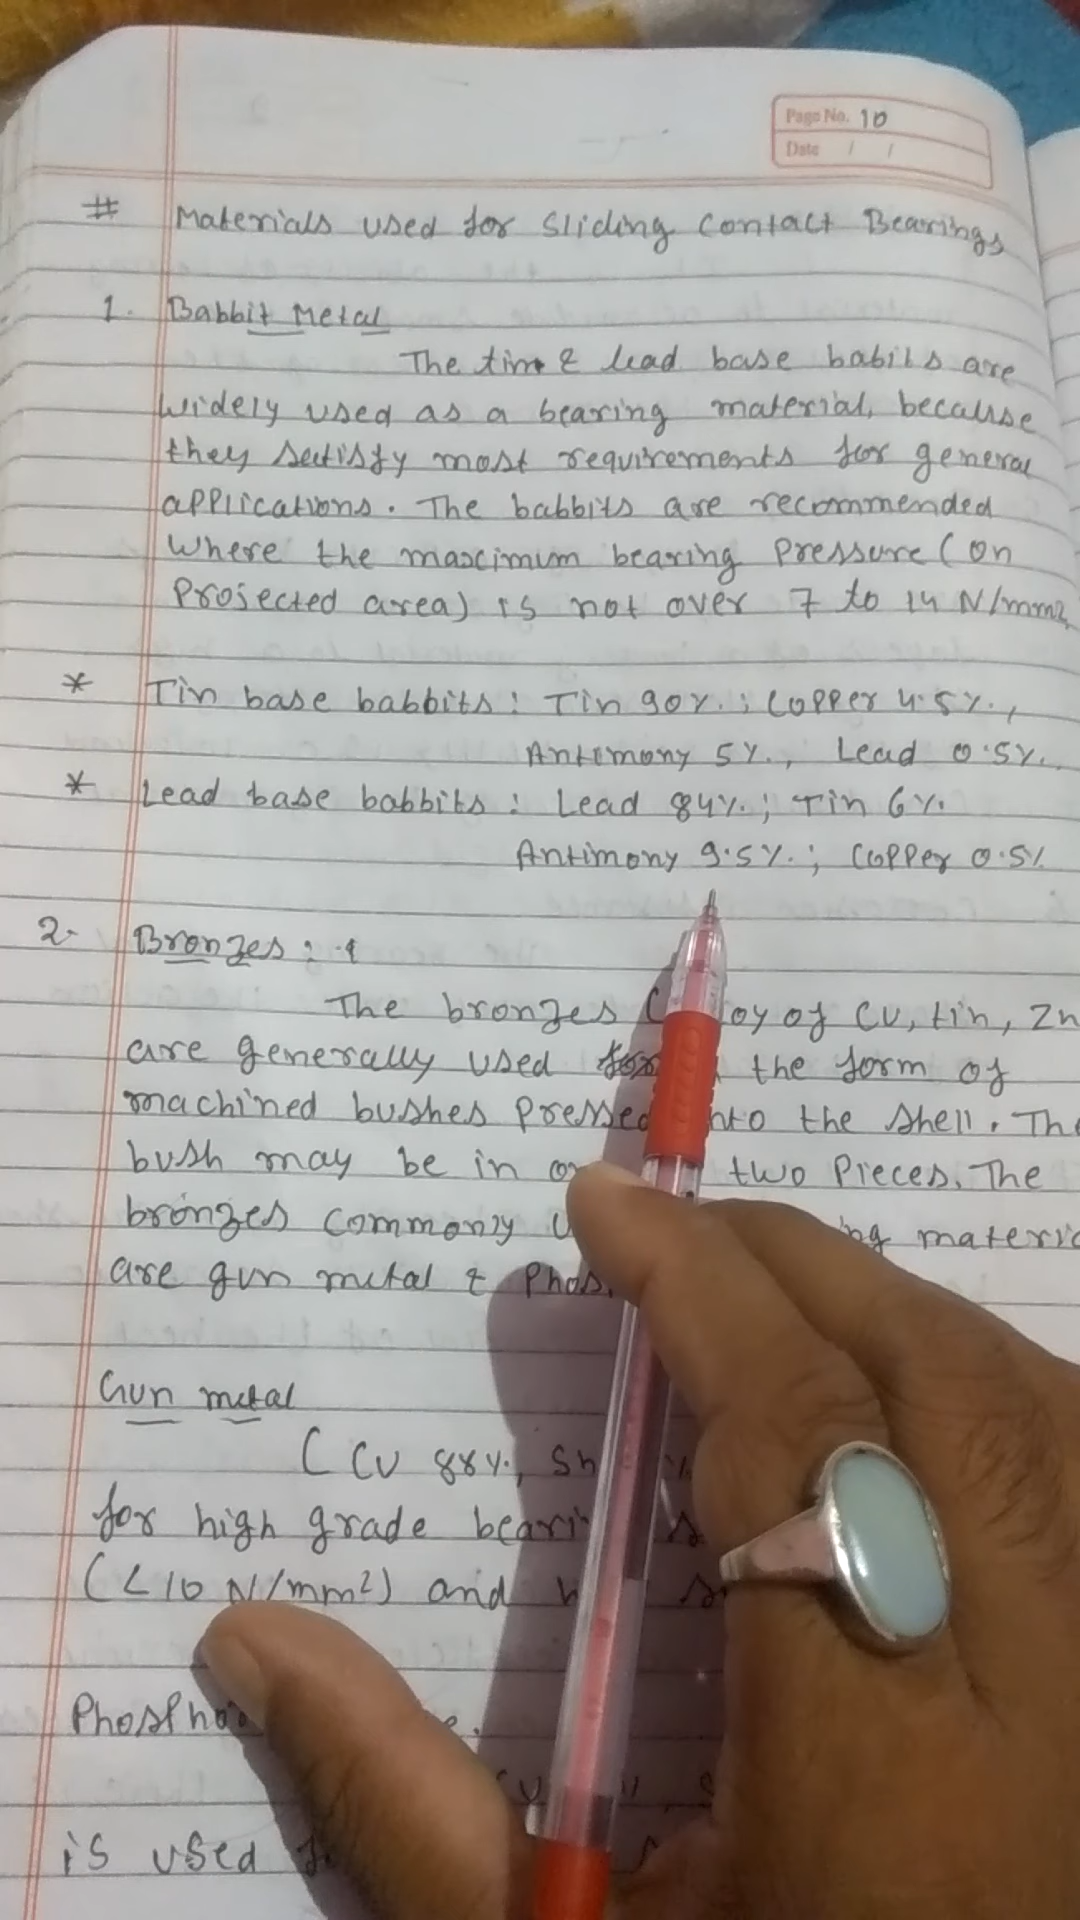 Page No. 10
Date / /
# Materials used for Sliding Contact Bearings
1. Babbit Metal
The tin & lead base babits are
widely used as a bearing material, because
they satisfy most requirements for general
applications. The babbits are recommended
where the maximum bearing pressure (on
Projected area) is not over 7 to 14 N/mm2
* Tin base babbits : Tin 90%. ; Copper 4.5%.,
Antimony 5%., Lead 0.5%.
* Lead base babbits : Lead 84%. ; Tin 6%.
Antimony 9.5%. ; Copper 0.5%
2- Bronzes :-
The bronzes ( oy of Cu, tin, Zn
are generally used the form of
machined bushes pressed nto the shell. The
bush may be in two Pieces. The
bronzes commonly materi
are gun metal & Phos
Gun metal
(Cu 88%.,
for high grade beari
(<10 N/mm2) and
Phospho
is used